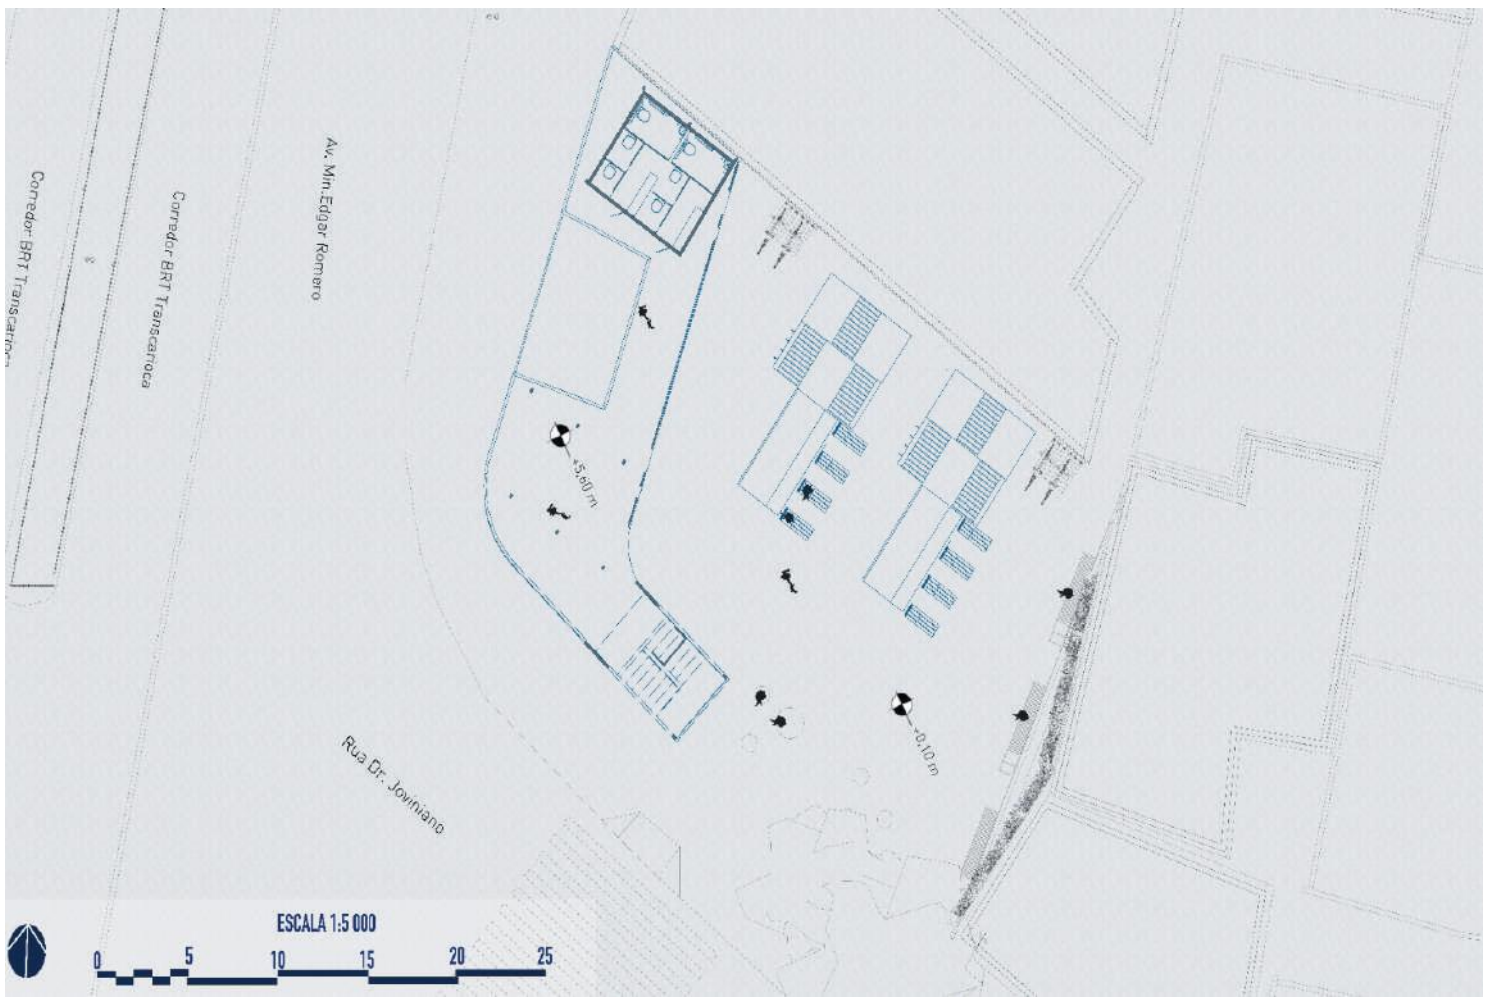 Corredor BRT Transcarioca
Corredor BRT Transcarioca
Av. Min.Edgar Romero
+5,60 m
+0,10 m
Rua Dr. Joviniano
ESCALA 1:5 000
0 5 10 15 20 25